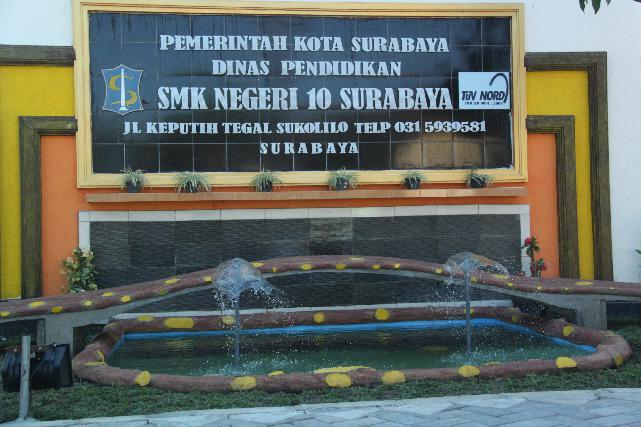 PEMERINTAH KOTA SURABAYA
DINAS PENDIDIKAN
SMK NEGERI 10 SURABAYA
TÜV NORD
JL KEPUTIH TEGAL SUKOLILO TELP 031 5939581
SURABAYA